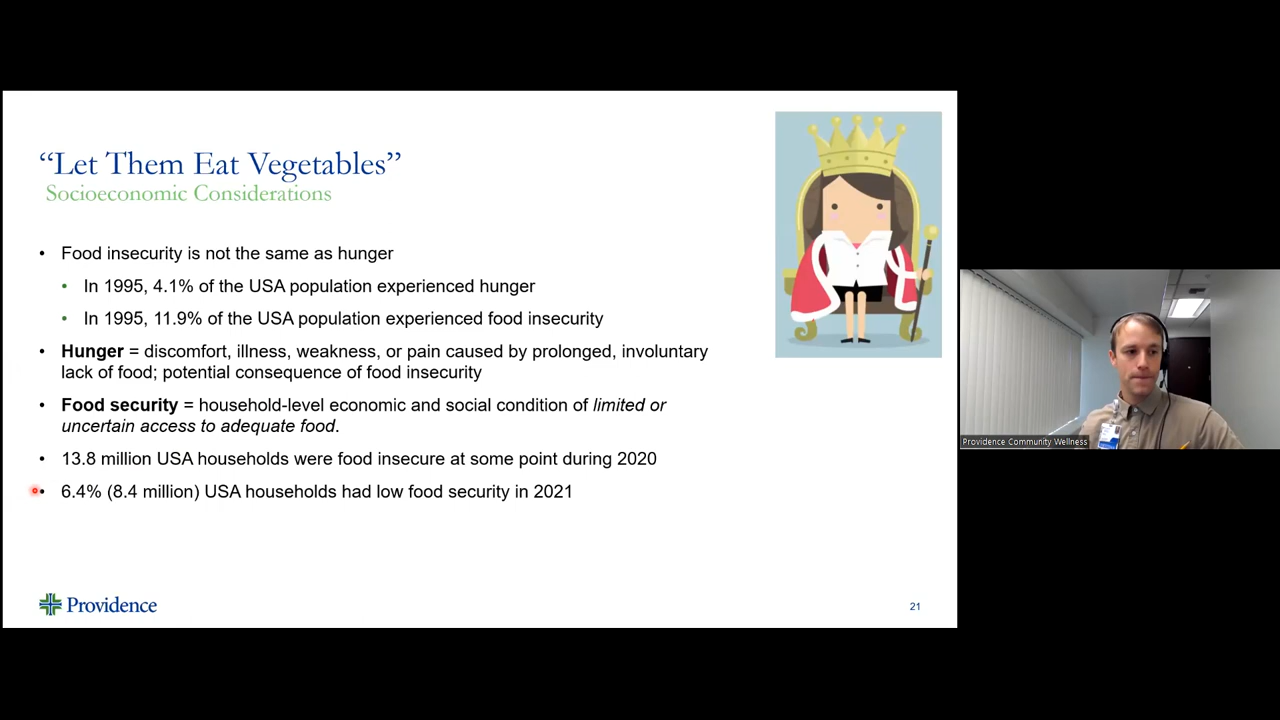 “Let Them Eat Vegetables”
Socioeconomic Considerations
• Food insecurity is not the same as hunger
• In 1995, 4.1% of the USA population experienced hunger
• In 1995, 11.9% of the USA population experienced food insecurity
• Hunger = discomfort, illness, weakness, or pain caused by prolonged, involuntary
lack of food; potential consequence of food insecurity
• Food security = household-level economic and social condition of limited or
uncertain access to adequate food.
• 13.8 million USA households were food insecure at some point during 2020
• 6.4% (8.4 million) USA households had low food security in 2021
Providence
21
Providence Community Wellness